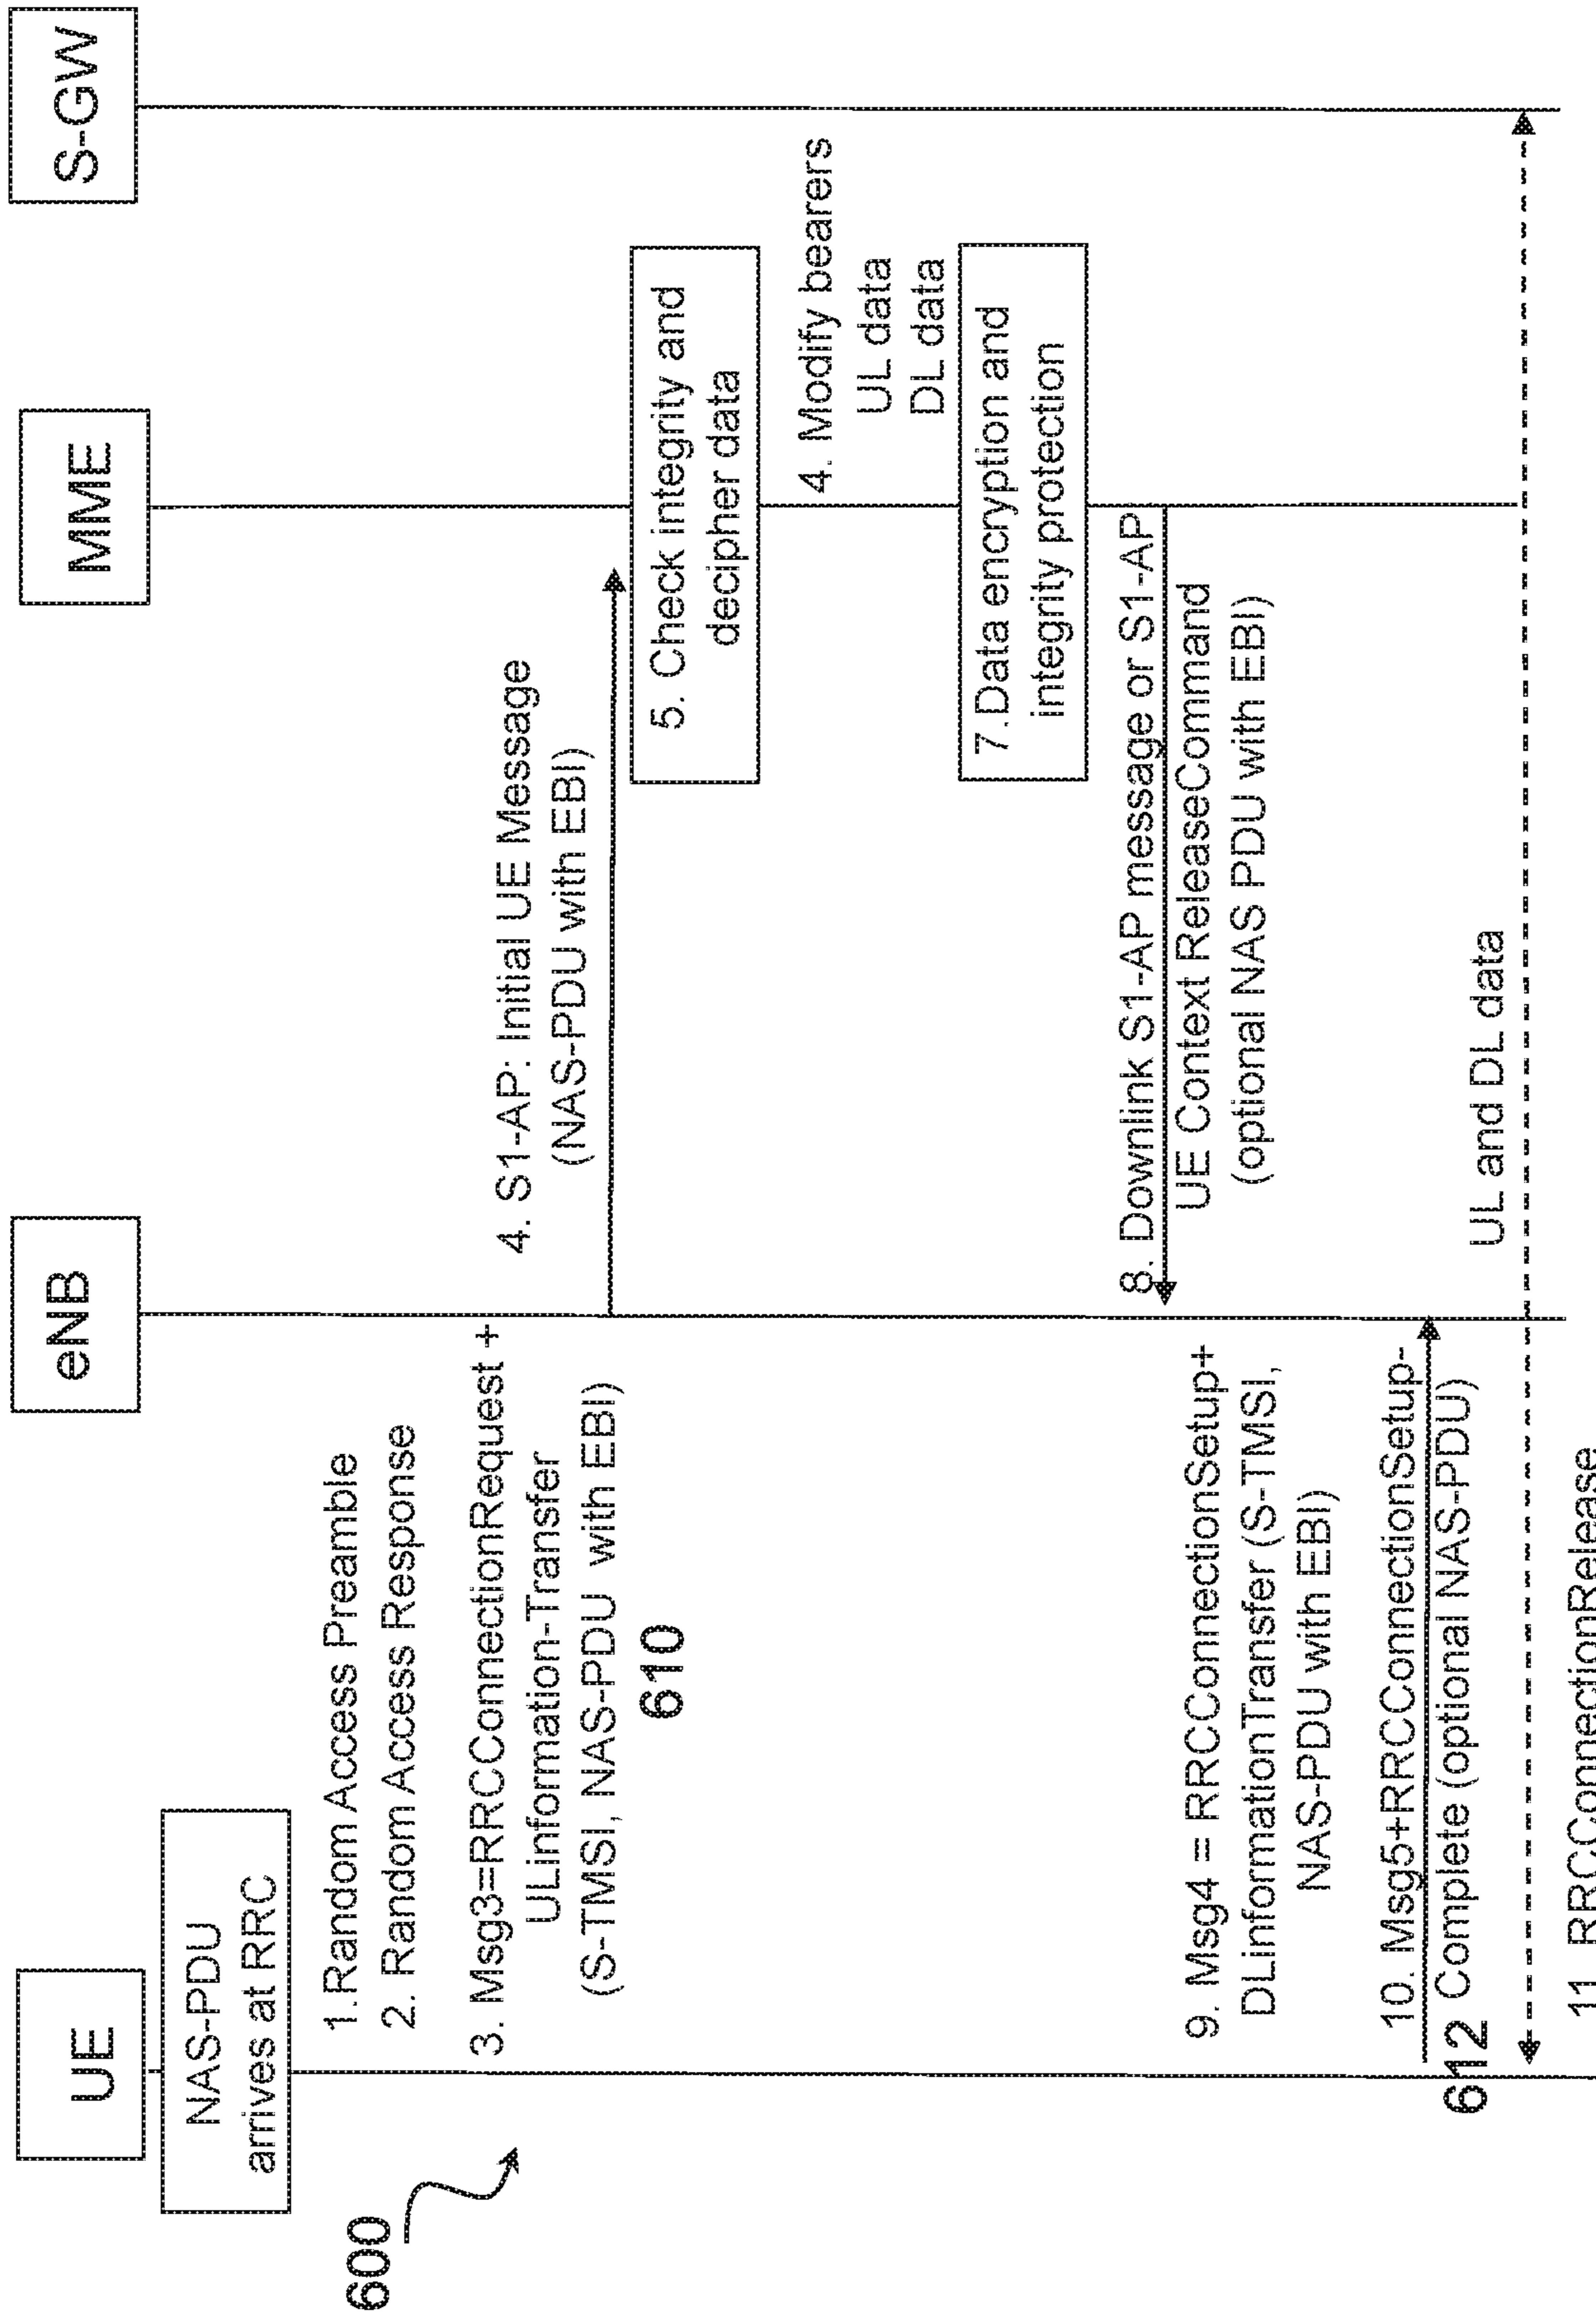 UE
eNB
MME
S-GW
NAS-PDU
arrives at RRC
600
1.Random Access Preamble
2. Random Access Response
3. Msg3=RRCConnectionRequest +
ULinformation-Transfer
(S-TMSI, NAS-PDU with EBI)
610
4. S1-AP: Initial UE Message
(NAS-PDU with EBI)
5. Check integrity and
decipher data
4. Modify bearers
UL data
DL data
7.Data encryption and
integrity protection
8. Downlink S1-AP message or S1-AP
UE Context ReleaseCommand
(optional NAS PDU with EBI)
9. Msg4 = RRCConnectionSetup+
DLinformationTransfer (S-TMSI,
NAS-PDU with EBI)
10. Msg5+RRCConnectionSetup-
Complete (optional NAS-PDU)
612
UL and DL data
11. RRCConnectionRelease